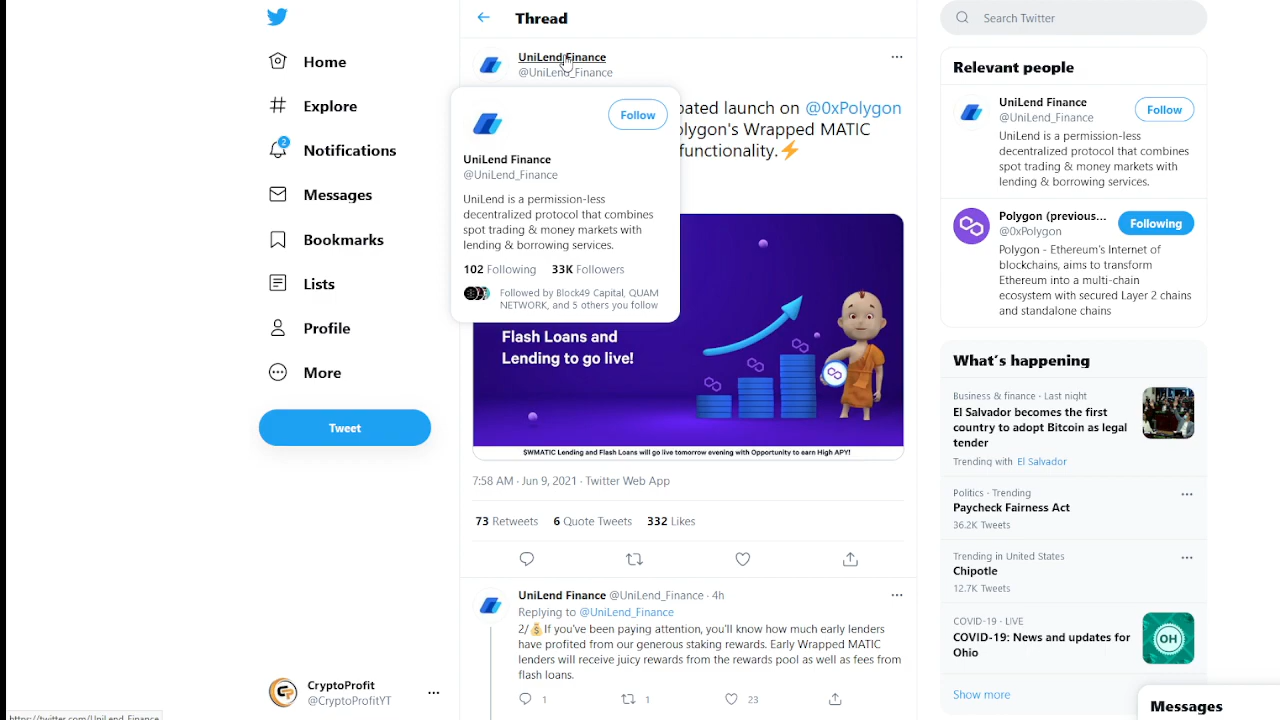 Home
Explore
2
Notifications
Messages
Bookmarks
Lists
Profile
More
Tweet
CryptoProfit
@CryptoProfitYT
https://twitter.com/UniLend_Finance
Thread
UniLend Finance
@UniLend_Finance
pated launch on @0xPolygon
olygon's Wrapped MATIC
functionality.⚡
Follow
UniLend Finance
@UniLend_Finance
UniLend is a permission-less
decentralized protocol that combines
spot trading & money markets with
lending & borrowing services.
102 Following 33K Followers
Followed by Block49 Capital, QUAM
NETWORK, and 5 others you follow
Flash Loans and
Lending to go live!
$WMATIC Lending and Flash Loans will go live tomorrow evening with Opportunity to earn High APY!
7:58 AM · Jun 9, 2021 · Twitter Web App
73 Retweets 6 Quote Tweets 332 Likes
UniLend Finance @UniLend_Finance · 4h
Replying to @UniLend_Finance
2/💰If you've been paying attention, you'll know how much early lenders
have profited from our generous staking rewards. Early Wrapped MATIC
lenders will receive juicy rewards from the rewards pool as well as fees from
flash loans.
1 1 23
Search Twitter
Relevant people
UniLend Finance
@UniLend_Finance
Follow
UniLend is a permission-less
decentralized protocol that combines
spot trading & money markets with
lending & borrowing services.
Polygon (previous...
@0xPolygon
Following
Polygon - Ethereum's Internet of
blockchains, aims to transform
Ethereum into a multi-chain
ecosystem with secured Layer 2 chains
and standalone chains
What's happening
Business & finance · Last night
El Salvador becomes the first
country to adopt Bitcoin as legal
tender
Trending with El Salvador
Politics · Trending
Paycheck Fairness Act
36.2K Tweets
Trending in United States
Chipotle
12.7K Tweets
COVID-19 · LIVE
COVID-19: News and updates for
Ohio
OH
Show more
Messages